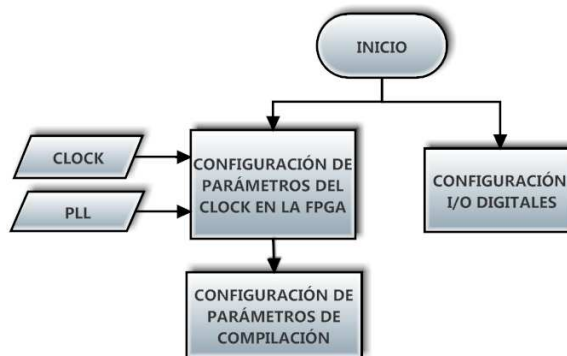 INICIO
CLOCK
PLL
CONFIGURACIÓN DE
PARÁMETROS DEL
CLOCK EN LA FPGA
CONFIGURACIÓN
I/O DIGITALES
CONFIGURACIÓN DE
PARÁMETROS DE
COMPILACIÓN